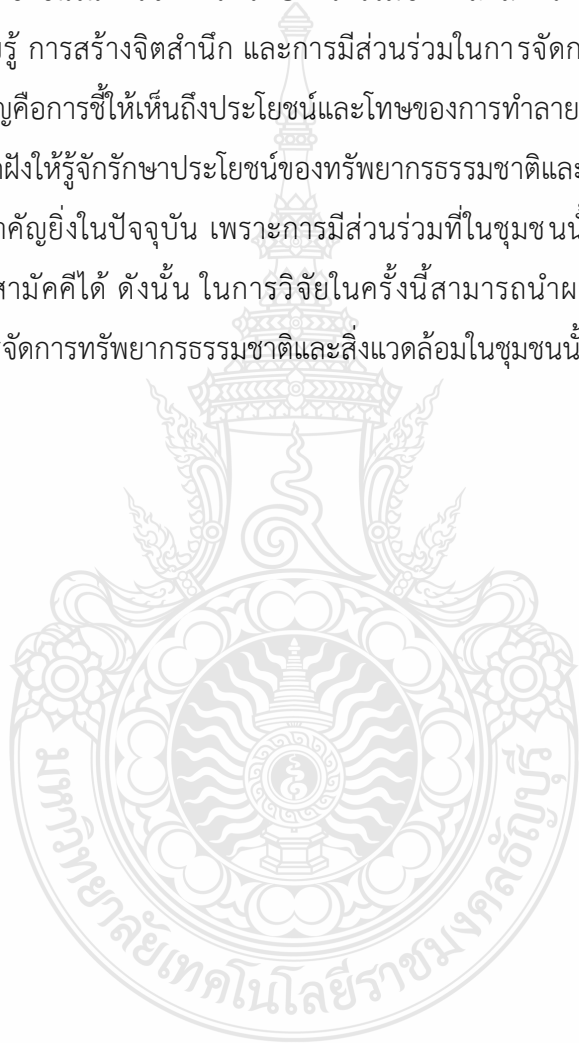 ยรู้ การสร้างจิตสำนึก และการมีส่วนร่วมในการจัดก
ญคือการชี้ให้เห็นถึงประโยชน์และโทษของการทำลาย
ฝังให้รู้จักรักษาประโยชน์ของทรัพยากรธรรมชาติและ
าคัญยิ่งในปัจจุบัน เพราะการมีส่วนร่วมที่ในชุมชนนั้
สามัคคีได้ ดังนั้น ในการวิจัยในครั้งนี้สามารถนำผ
จัดการทรัพยากรธรรมชาติและสิ่งแวดล้อมในชุมชนนั้
มหาวิทยาลัยเทคโนโลยีราชมงคลธัญบุรี